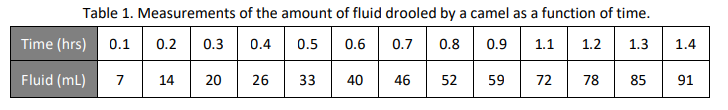 Table 1. Measurements of the amount of fluid drooled by a camel as a function of time.
Time (hrs) 0.1 0.2 0.3 0.4 0.5 0.6 0.7 0.8 0.9 1.1 1.2 1.3 1.4
Fluid (mL) 7 14 20 26 33 40 46 52 59 72 78 85 91